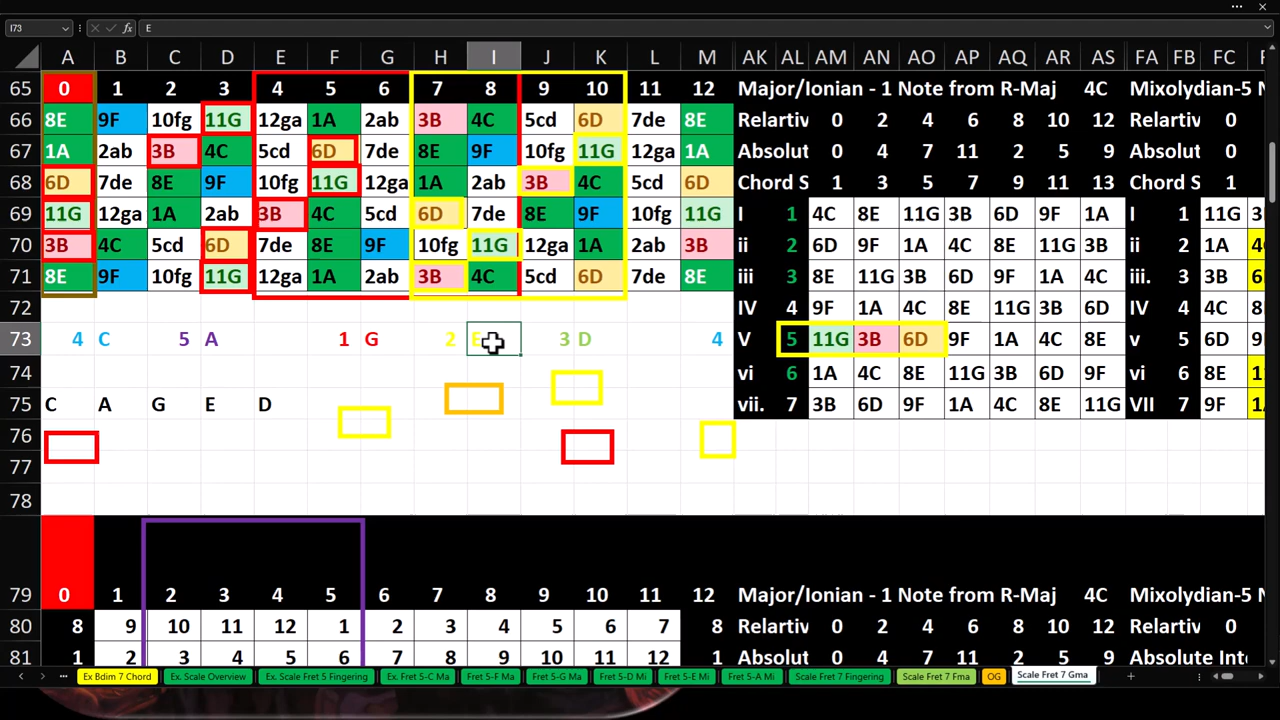 I73 fx E
A B C D E F G H I J K L M AK AL AM AN AO AP AQ AR AS FA FB FC
65 0 1 2 3 4 5 6 7 8 9 10 11 12 Major/Ionian - 1 Note from R-Maj 4C Mixolydian-5 N
66 8E 9F 10fg 11G 12ga 1A 2ab 3B 4C 5cd 6D 7de 8E Relartiv 0 2 4 6 8 10 12 Relartiv 0
67 1A 2ab 3B 4C 5cd 6D 7de 8E 9F 10fg 11G 12ga 1A Absolut 0 4 7 11 2 5 9 Absolut 0
68 6D 7de 8E 9F 10fg 11G 12ga 1A 2ab 3B 4C 5cd 6D Chord S 1 3 5 7 9 11 13 Chord S 1
69 11G 12ga 1A 2ab 3B 4C 5cd 6D 7de 8E 9F 10fg 11G I 1 4C 8E 11G 3B 6D 9F 1A I 1 11G
70 3B 4C 5cd 6D 7de 8E 9F 10fg 11G 12ga 1A 2ab 3B ii 2 6D 9F 1A 4C 8E 11G 3B ii 2 1A
71 8E 9F 10fg 11G 12ga 1A 2ab 3B 4C 5cd 6D 7de 8E iii 3 8E 11G 3B 6D 9F 1A 4C iii. 3 3B
72 IV 4 9F 1A 4C 8E 11G 3B 6D IV 4 4C
73 4 C 5 A 1 G 2 E 3 D 4 V 5 11G 3B 6D 9F 1A 4C 8E v 5 6D
74 vi 6 1A 4C 8E 11G 3B 6D 9F vi 6 8E
75 C A G E D vii. 7 3B 6D 9F 1A 4C 8E 11G VII 7 9F
76
77
78
79 0 1 2 3 4 5 6 7 8 9 10 11 12 Major/Ionian - 1 Note from R-Maj 4C Mixolydian-5 N
80 8 9 10 11 12 1 2 3 4 5 6 7 8 Relartiv 0 2 4 6 8 10 12 Relartiv 0
81 1 2 3 4 5 6 7 8 9 10 11 12 1 Absolut 0 4 7 11 2 5 9 Absolute Inte
Ex Bdim 7 Chord Ex. Scale Overview Ex. Scale Fret 5 Fingering Ex. Fret 5-C Ma Fret 5-F Ma Fret 5-G Ma Ex. Fret 5-D Mi Fret 5-E Mi Fret 5-A Mi Scale Fret 7 Fingering Scale Fret 7 Fma OG Scale Fret 7 Gma